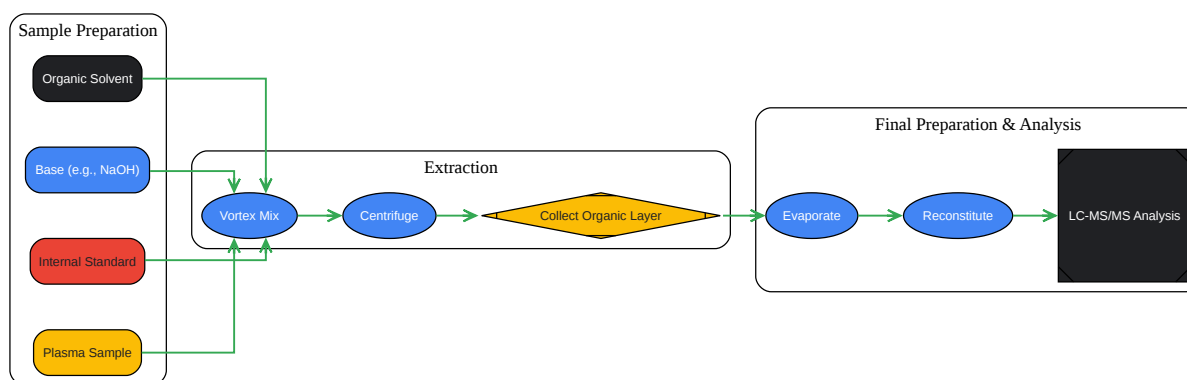 Sample Preparation
Organic Solvent
Base (e.g., NaOH)
Internal Standard
Plasma Sample
Extraction
Vortex Mix
Centrifuge
Collect Organic Layer
Final Preparation & Analysis
Evaporate
Reconstitute
LC-MS/MS Analysis